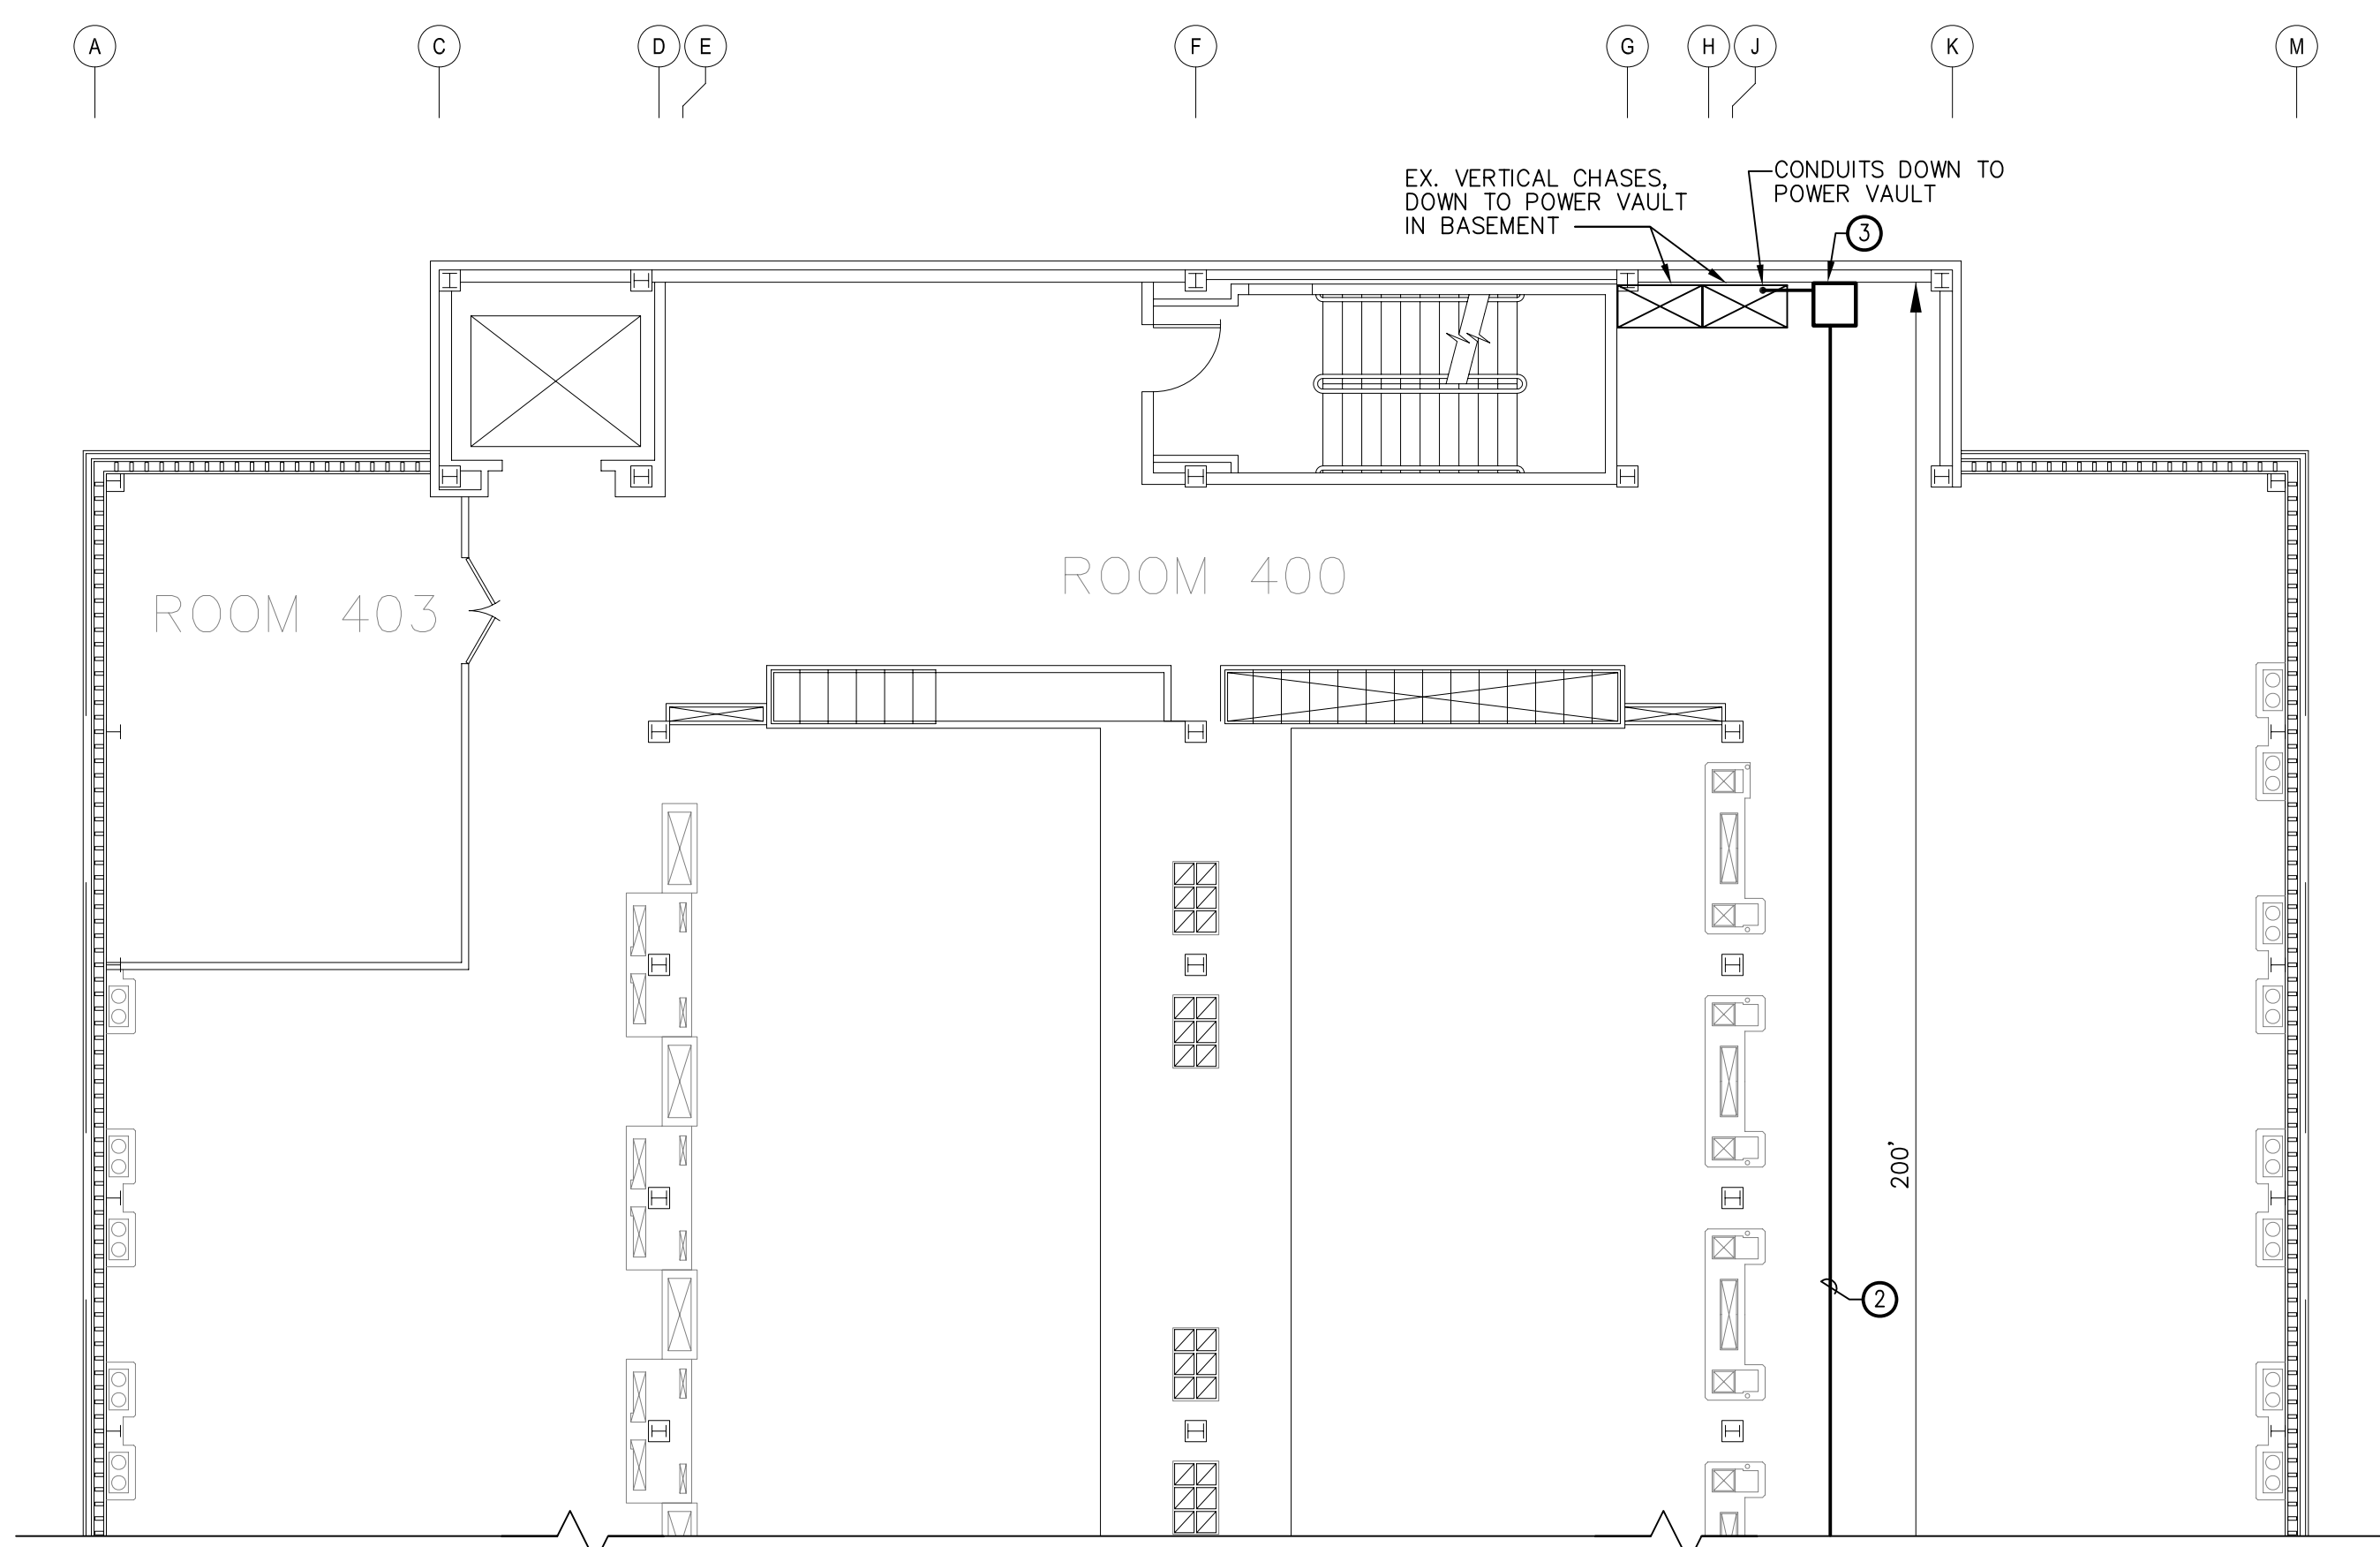 A C D E F G H J K M
EX. VERTICAL CHASES,
DOWN TO POWER VAULT
IN BASEMENT
CONDUITS DOWN TO
POWER VAULT
3
ROOM 400
ROOM 403
200'
2